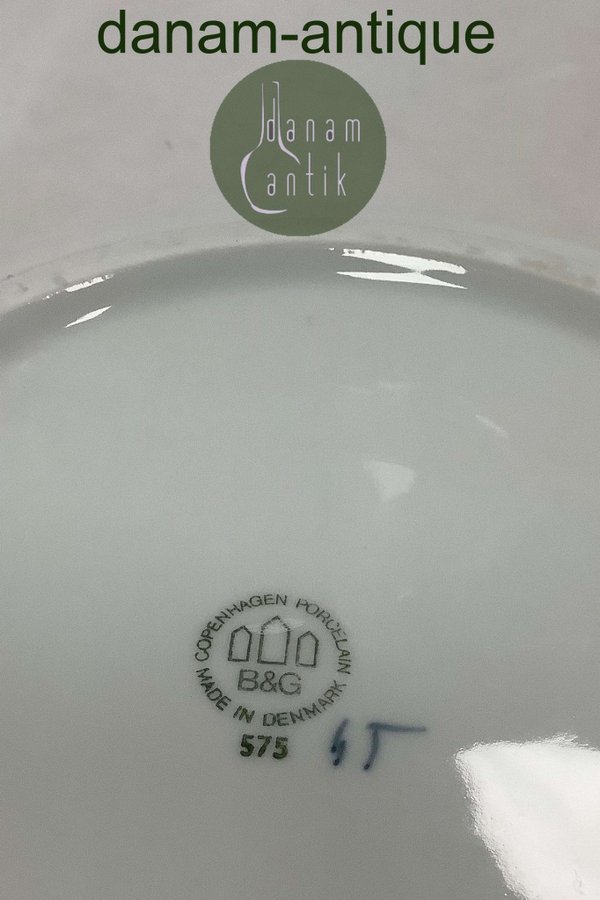 danam-antique
danam
antik
COPENHAGEN PORCELAIN
B&G
MADE IN DENMARK
575